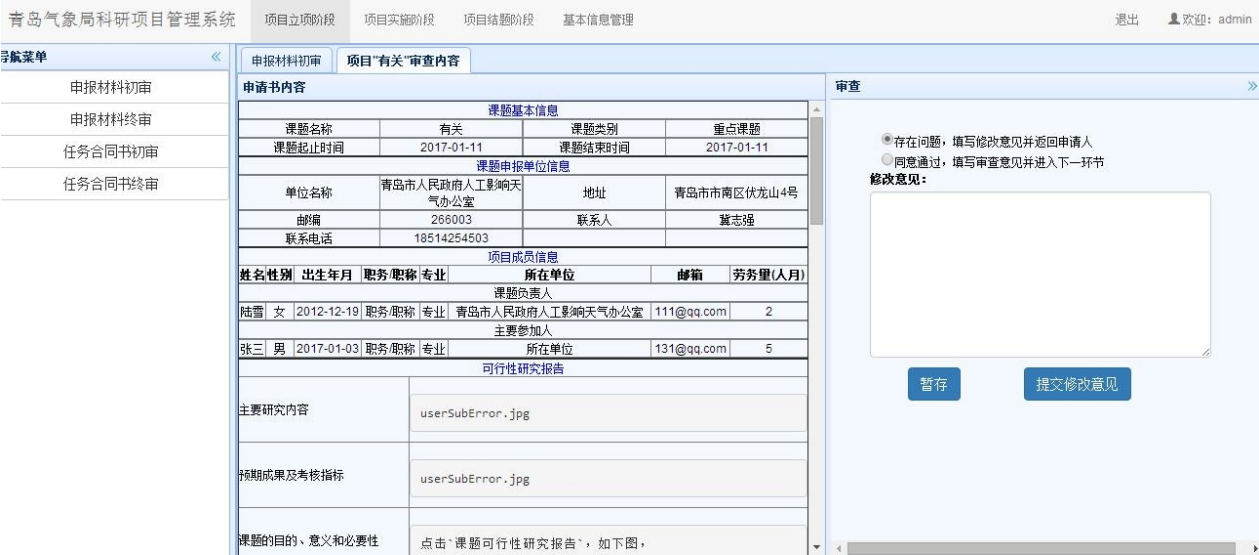 青岛气象局科研项目管理系统 项目立项阶段 项目实施阶段 项目结题阶段 基本信息管理 退出 欢迎: admin
导航菜单
申报材料初审
申报材料终审
任务合同书初审
任务合同书终审
申报材料初审 项目"有关"审查内容
申请书内容
课题基本信息
课题名称 有关 课题类别 重点课题
课题起止时间 2017-01-11 课题结束时间 2017-01-11
课题申报单位信息
单位名称 青岛市人民政府人工影响天气办公室 地址 青岛市市南区伏龙山4号
邮编 266003 联系人 冀志强
联系电话 18514254503
项目成员信息
姓名 性别 出生年月 职务/职称 专业 所在单位 邮箱 劳务量(人月)
课题负责人
陆雪 女 2012-12-19 职务/职称 专业 青岛市人民政府人工影响天气办公室 111@qq.com 2
主要参加人
张三 男 2017-01-03 职务/职称 专业 所在单位 131@qq.com 5
可行性研究报告
主要研究内容 userSubError.jpg
预期成果及考核指标 userSubError.jpg
课题的目的、意义和必要性 点击`课题可行性研究报告`,如下图,
审查
存在问题,填写修改意见并返回申请人
同意通过,填写审查意见并进入下一环节
修改意见:
暂存 提交修改意见